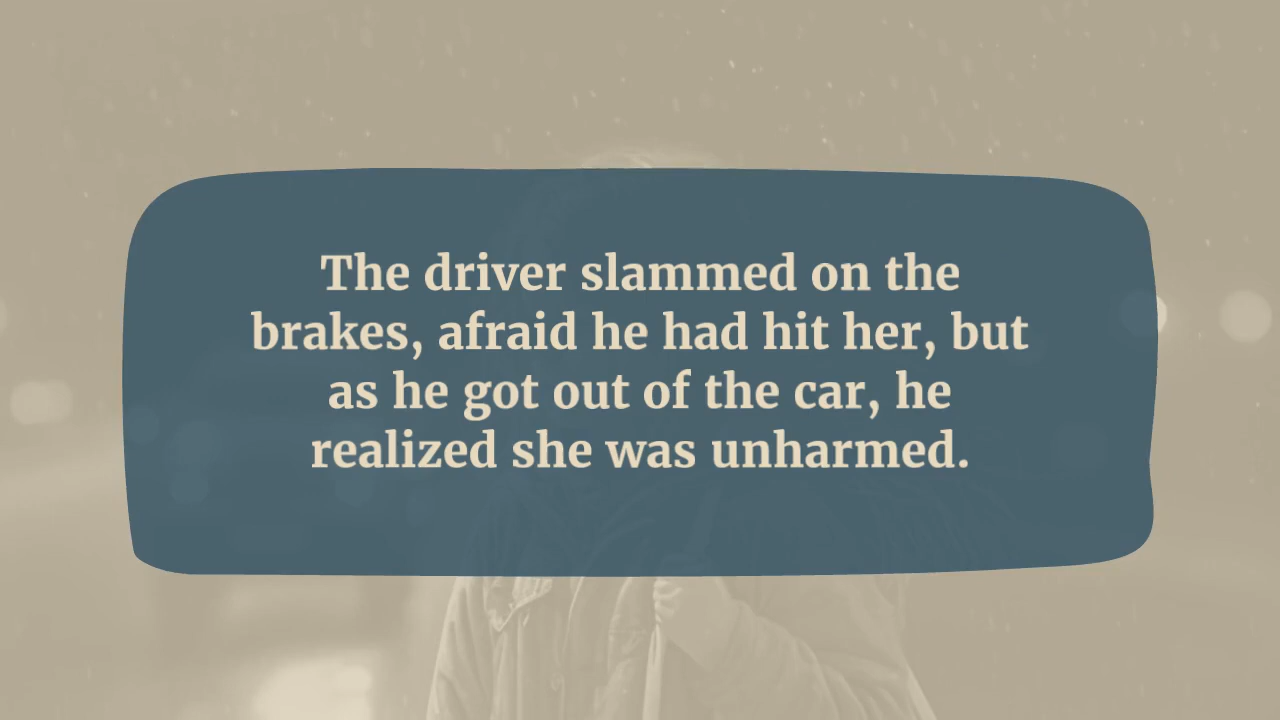 The driver slammed on the
brakes, afraid he had hit her, but
as he got out of the car, he
realized she was unharmed.